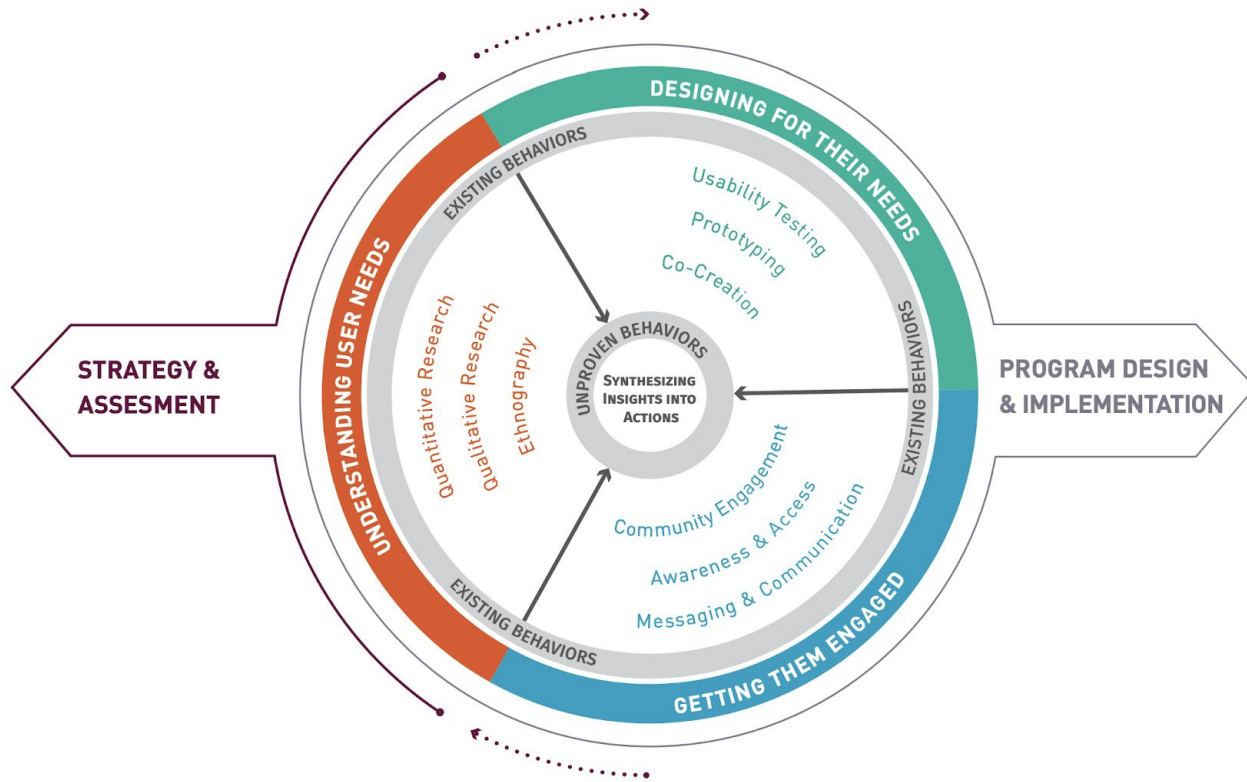 DESIGNING FOR THEIR NEEDS
EXISTING BEHAVIORS
Usability Testing
Prototyping
Co-Creation
UNDERSTANDING USER NEEDS
Quantitative Research
Qualitative Research
Ethnography
UNPROVEN BEHAVIORS
SYNTHESIZING
INSIGHTS INTO
ACTIONS
EXISTING BEHAVIORS
STRATEGY &
ASSESMENT
PROGRAM DESIGN
& IMPLEMENTATION
Community Engagement
Awareness & Access
Messaging & Communication
EXISTING BEHAVIORS
GETTING THEM ENGAGED